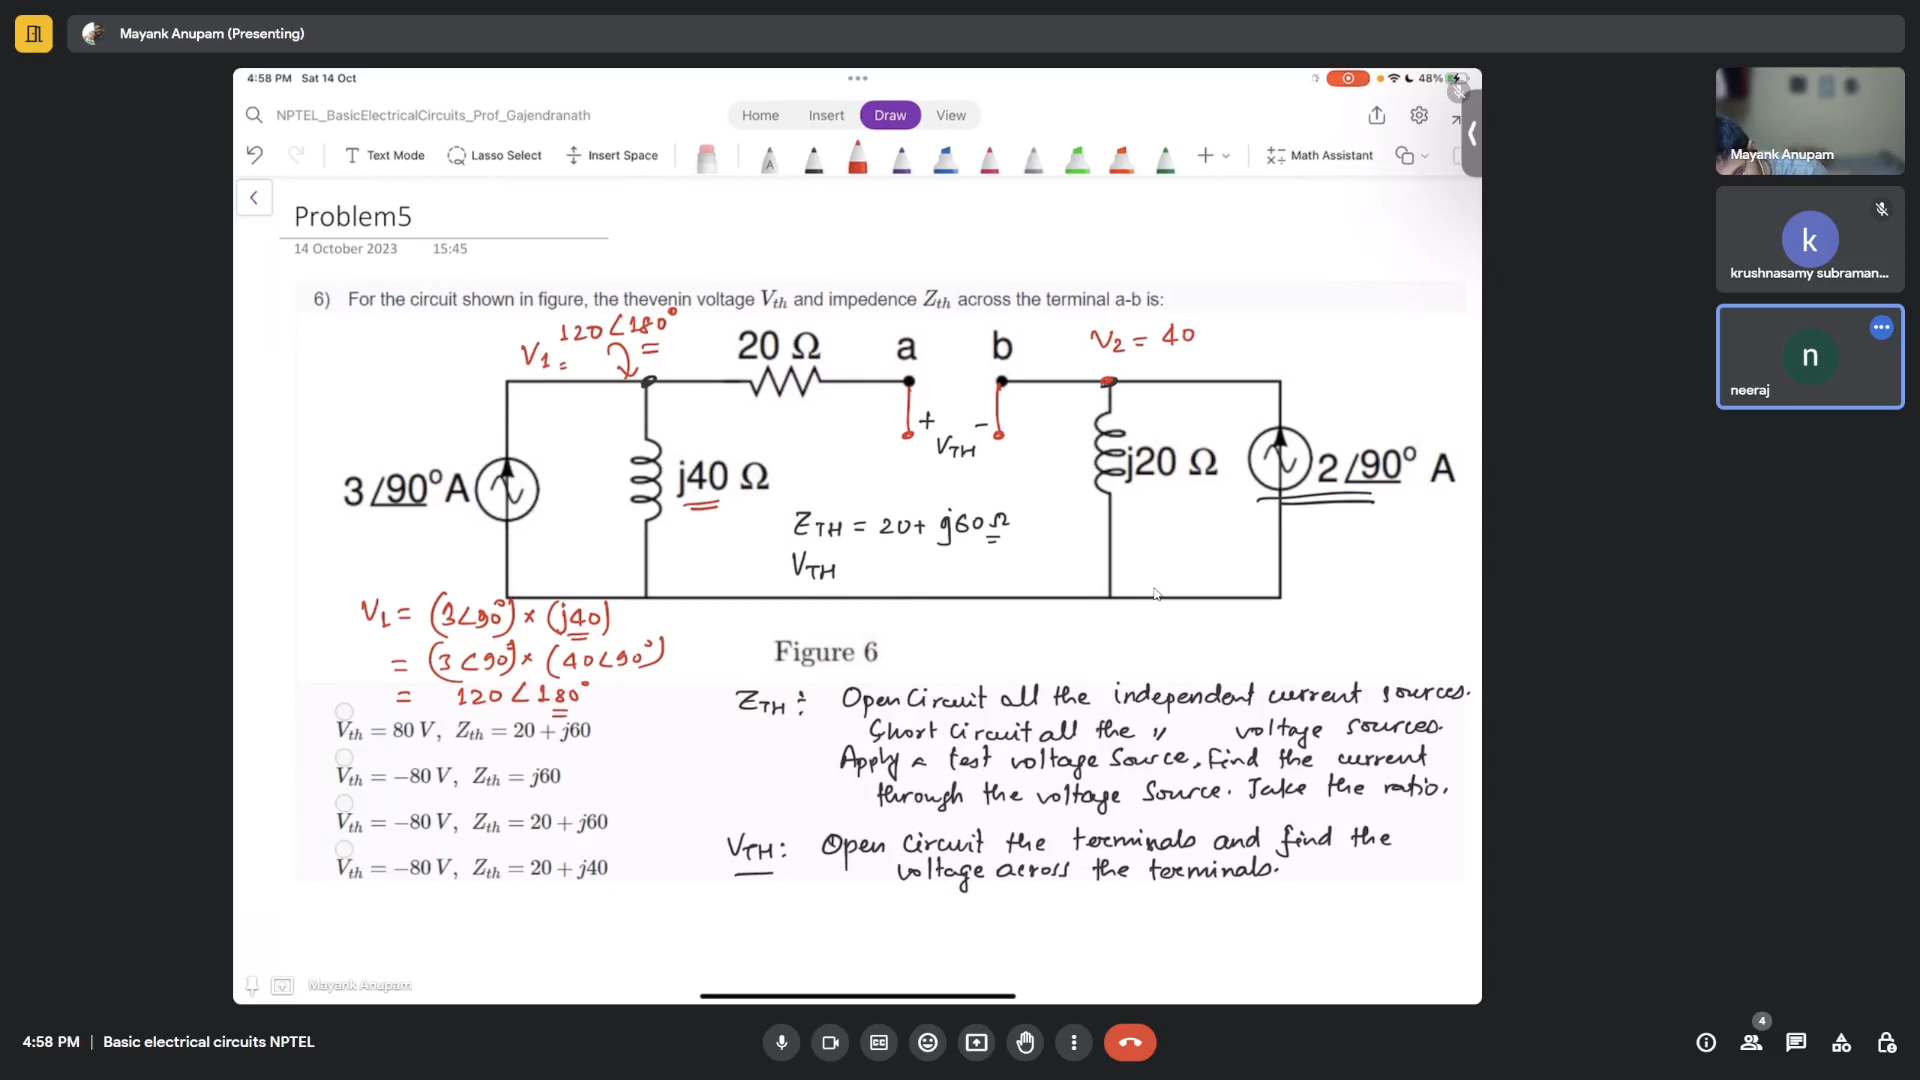 Mayank Anupam (Presenting)
4:58 PM Sat 14 Oct
48%
NPTEL_BasicElectricalCircuits_Prof_Gajendranath
Home Insert Draw View
Text Mode Lasso Select Insert Space Math Assistant
Problem5
14 October 2023 15:45
6) For the circuit shown in figure, the thevenin voltage Vth and impedence Zth across the terminal a-b is:
V1 = 120∠180°
20 Ω a b
V2 = 40
+ VTH -
3 /90° A
j40 Ω
j20 Ω
2 /90° A
ZTH = 20 + j60 Ω
VTH
V1 = (3∠90°) × (j40)
= (3∠90°) × (40∠90°)
= 120∠180°
Figure 6
Vth = 80 V, Zth = 20 + j60
Vth = −80 V, Zth = j60
Vth = −80 V, Zth = 20 + j60
Vth = −80 V, Zth = 20 + j40
ZTH : Open Circuit all the independent current sources.
Short Circuit all the " voltage sources.
Apply a test voltage Source, Find the current
through the voltage Source. Take the ratio.
VTH : Open Circuit the terminals and find the
voltage across the terminals.
Mayank Anupam
Mayank Anupam
k
krushnasamy subraman...
n
neeraj
4:58 PM | Basic electrical circuits NPTEL
4